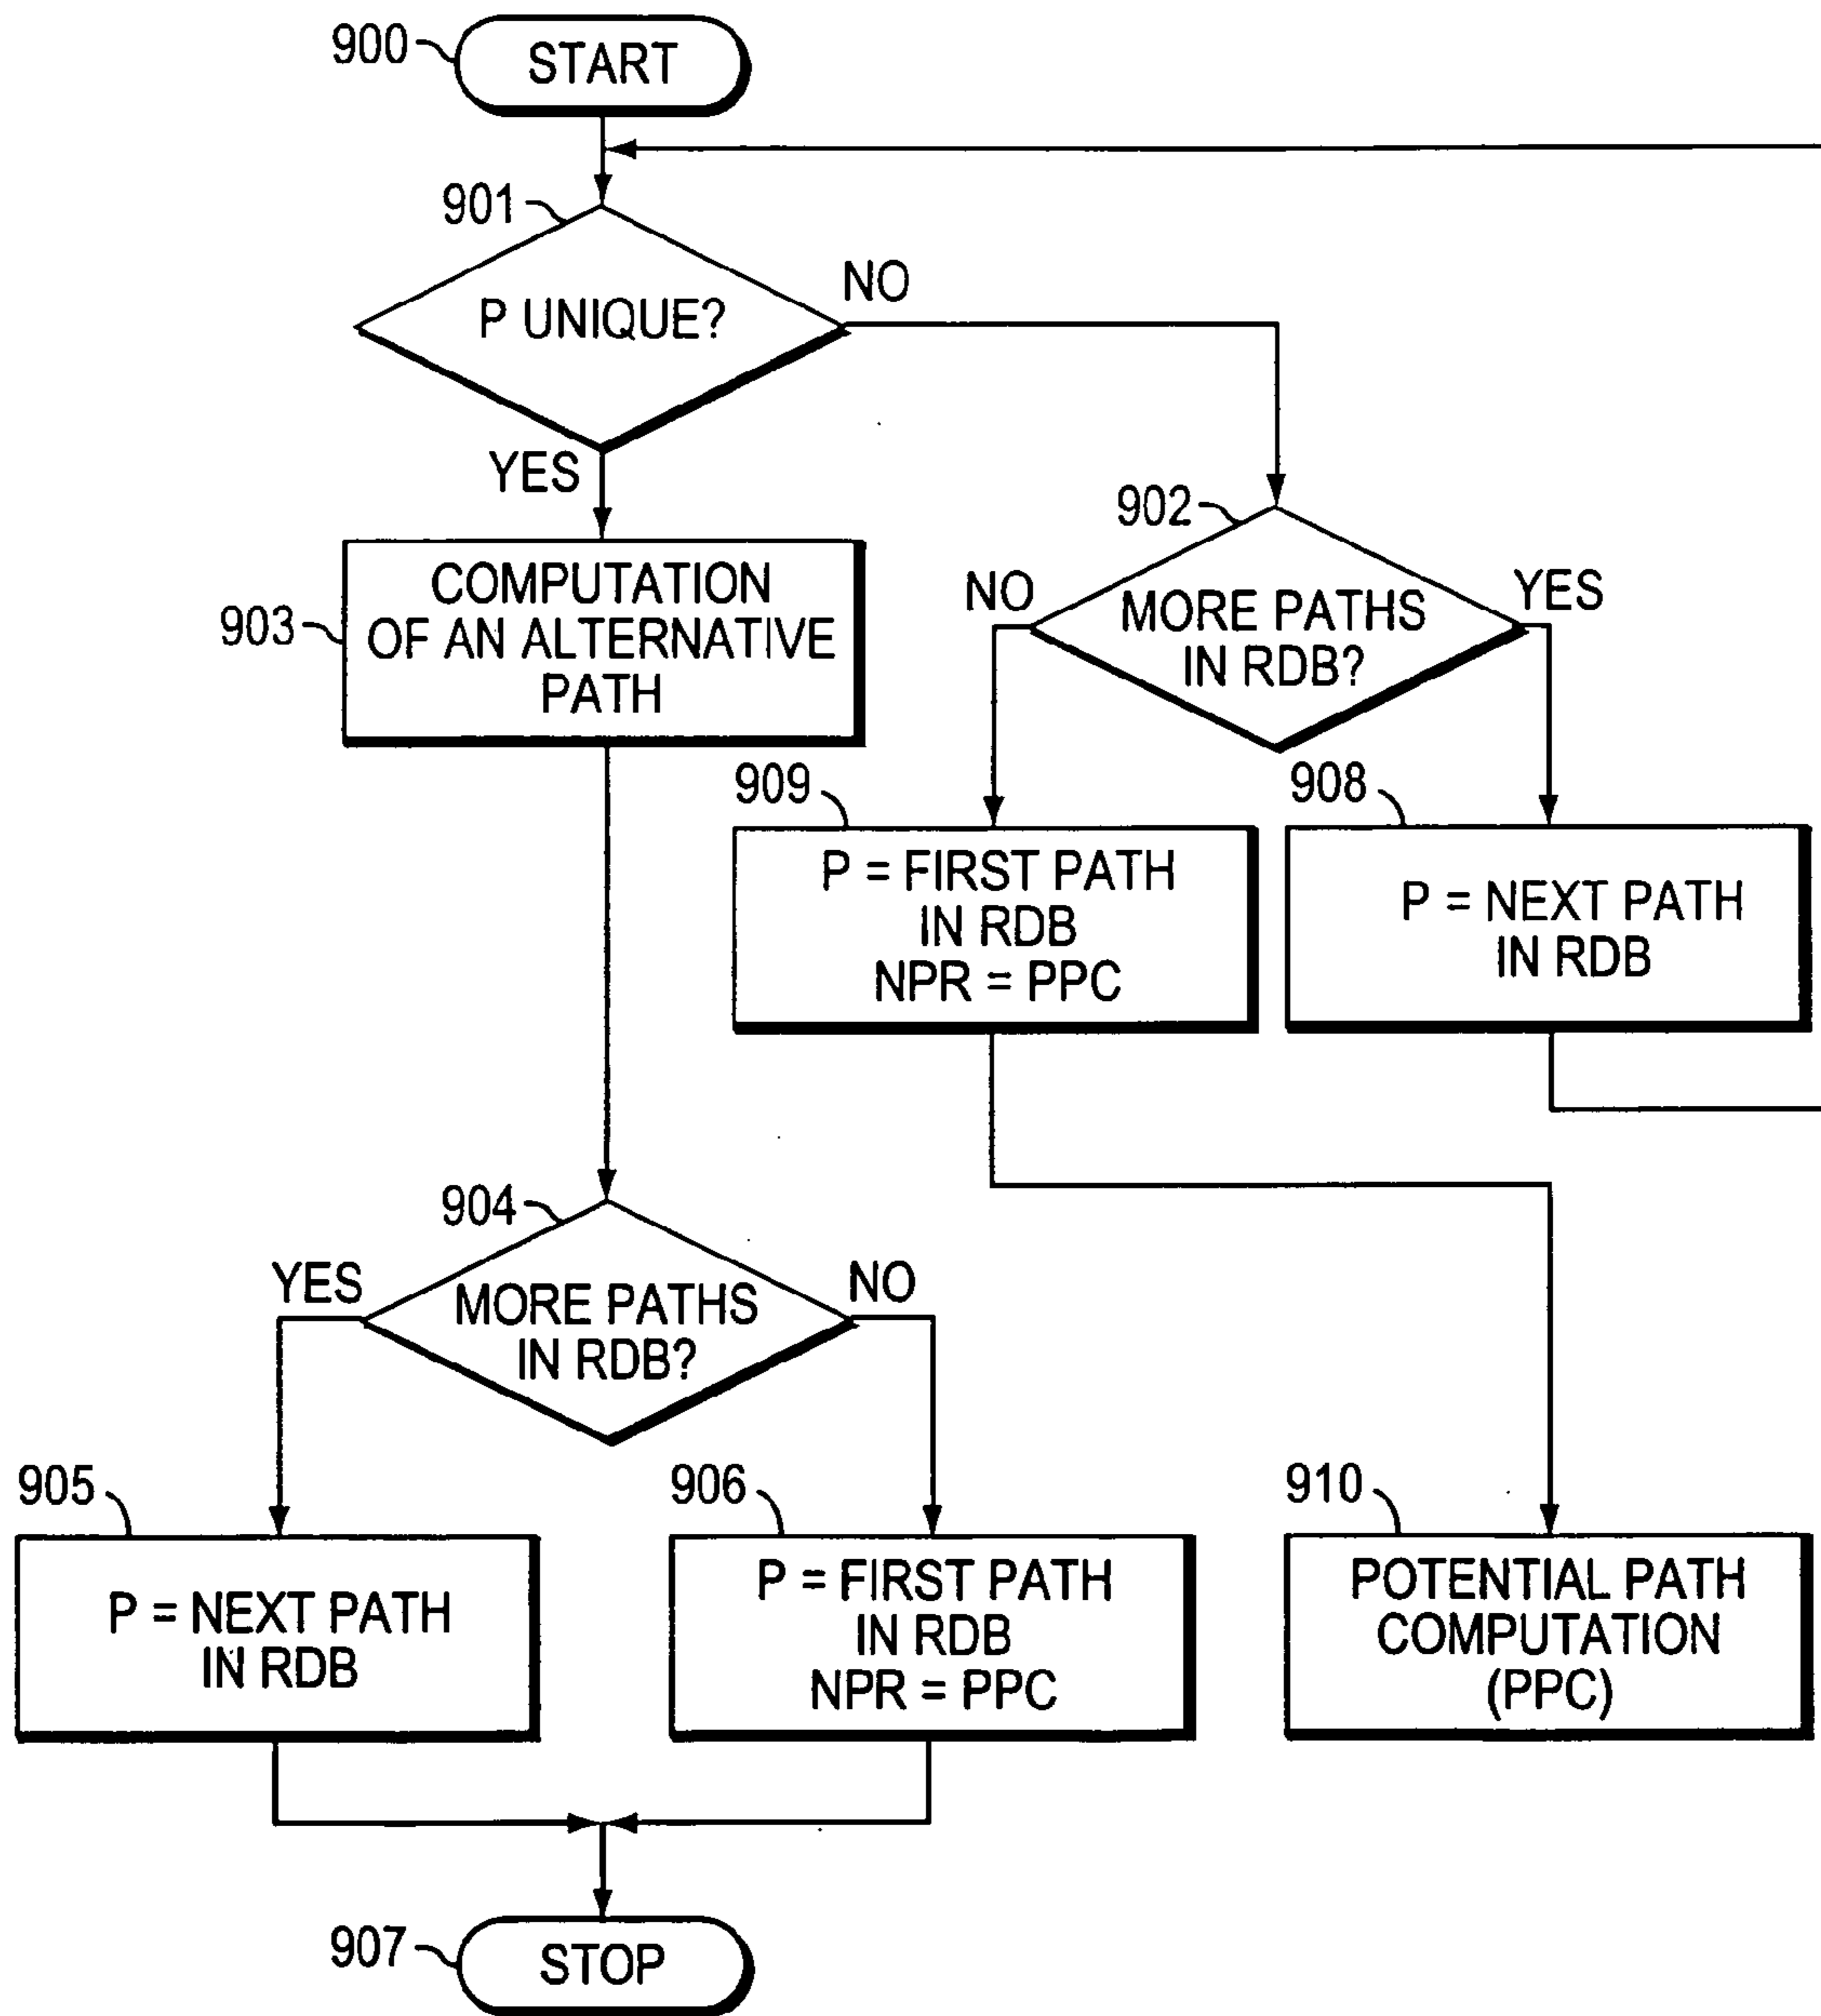 900
START
901
P UNIQUE?
NO
YES
902
NO
MORE PATHS
IN RDB?
YES
903
COMPUTATION
OF AN ALTERNATIVE
PATH
909
P = FIRST PATH
IN RDB
NPR = PPC
908
P = NEXT PATH
IN RDB
904
YES
MORE PATHS
IN RDB?
NO
905
P = NEXT PATH
IN RDB
906
P = FIRST PATH
IN RDB
NPR = PPC
910
POTENTIAL PATH
COMPUTATION
(PPC)
907
STOP